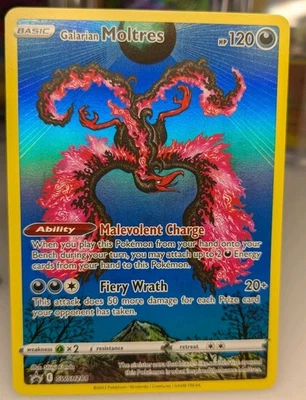 BASIC
Galarian Moltres HP 120
Ability Malevolent Charge
When you play this Pokémon from your hand onto your
Bench during your turn, you may attach up to 2 Energy
cards from your hand to this Pokémon.
Fiery Wrath 20+
This attack does 50 more damage for each Prize card
your opponent has taken.
weakness ×2 resistance retreat